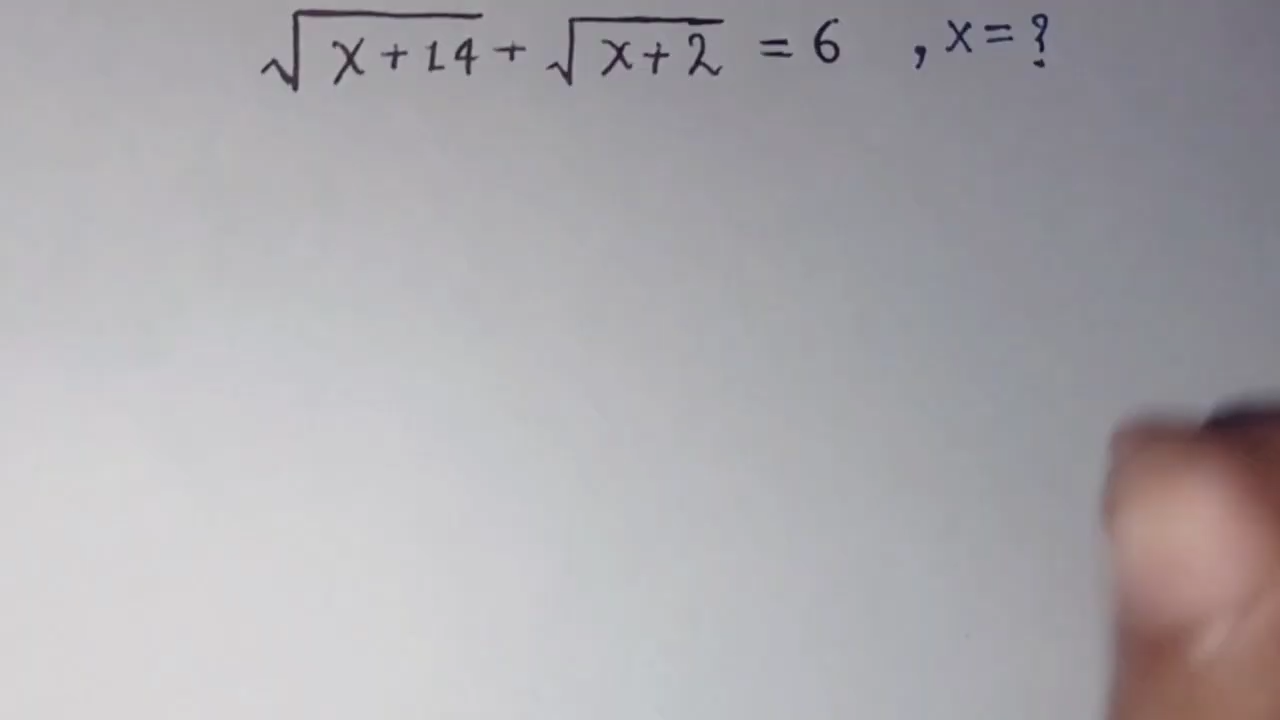 √(x+14) + √(x+2) = 6 , x = ?